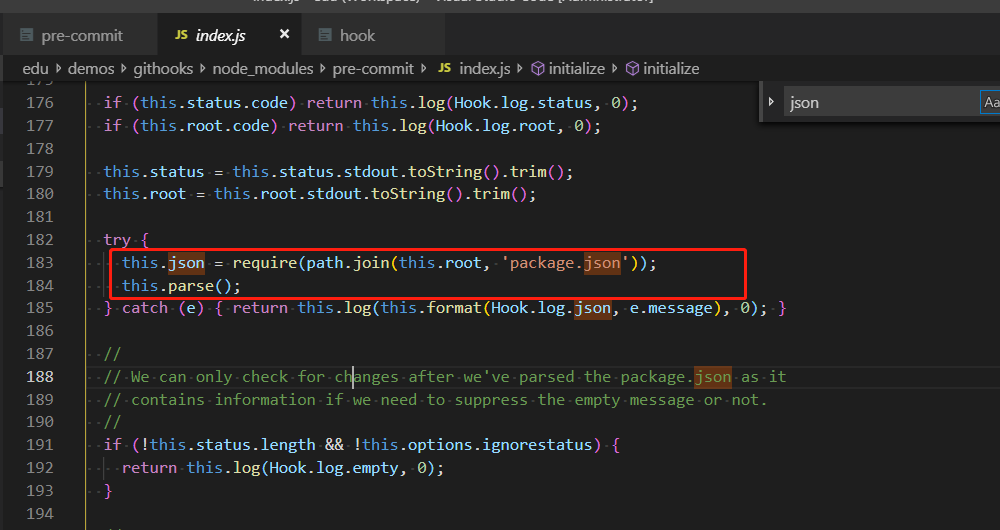 pre-commit
JS index.js ×
hook
edu › demos › githooks › node_modules › pre-commit › JS index.js › initialize › initialize
json
Aa
176 if (this.status.code) return this.log(Hook.log.status, 0);
177 if (this.root.code) return this.log(Hook.log.root, 0);
178
179 this.status = this.status.stdout.toString().trim();
180 this.root = this.root.stdout.toString().trim();
181
182 try {
183 this.json = require(path.join(this.root, 'package.json'));
184 this.parse();
185 } catch (e) { return this.log(this.format(Hook.log.json, e.message), 0); }
186
187 //
188 // We can only check for changes after we've parsed the package.json as it
189 // contains information if we need to suppress the empty message or not.
190 //
191 if (!this.status.length && !this.options.ignorestatus) {
192 return this.log(Hook.log.empty, 0);
193 }
194